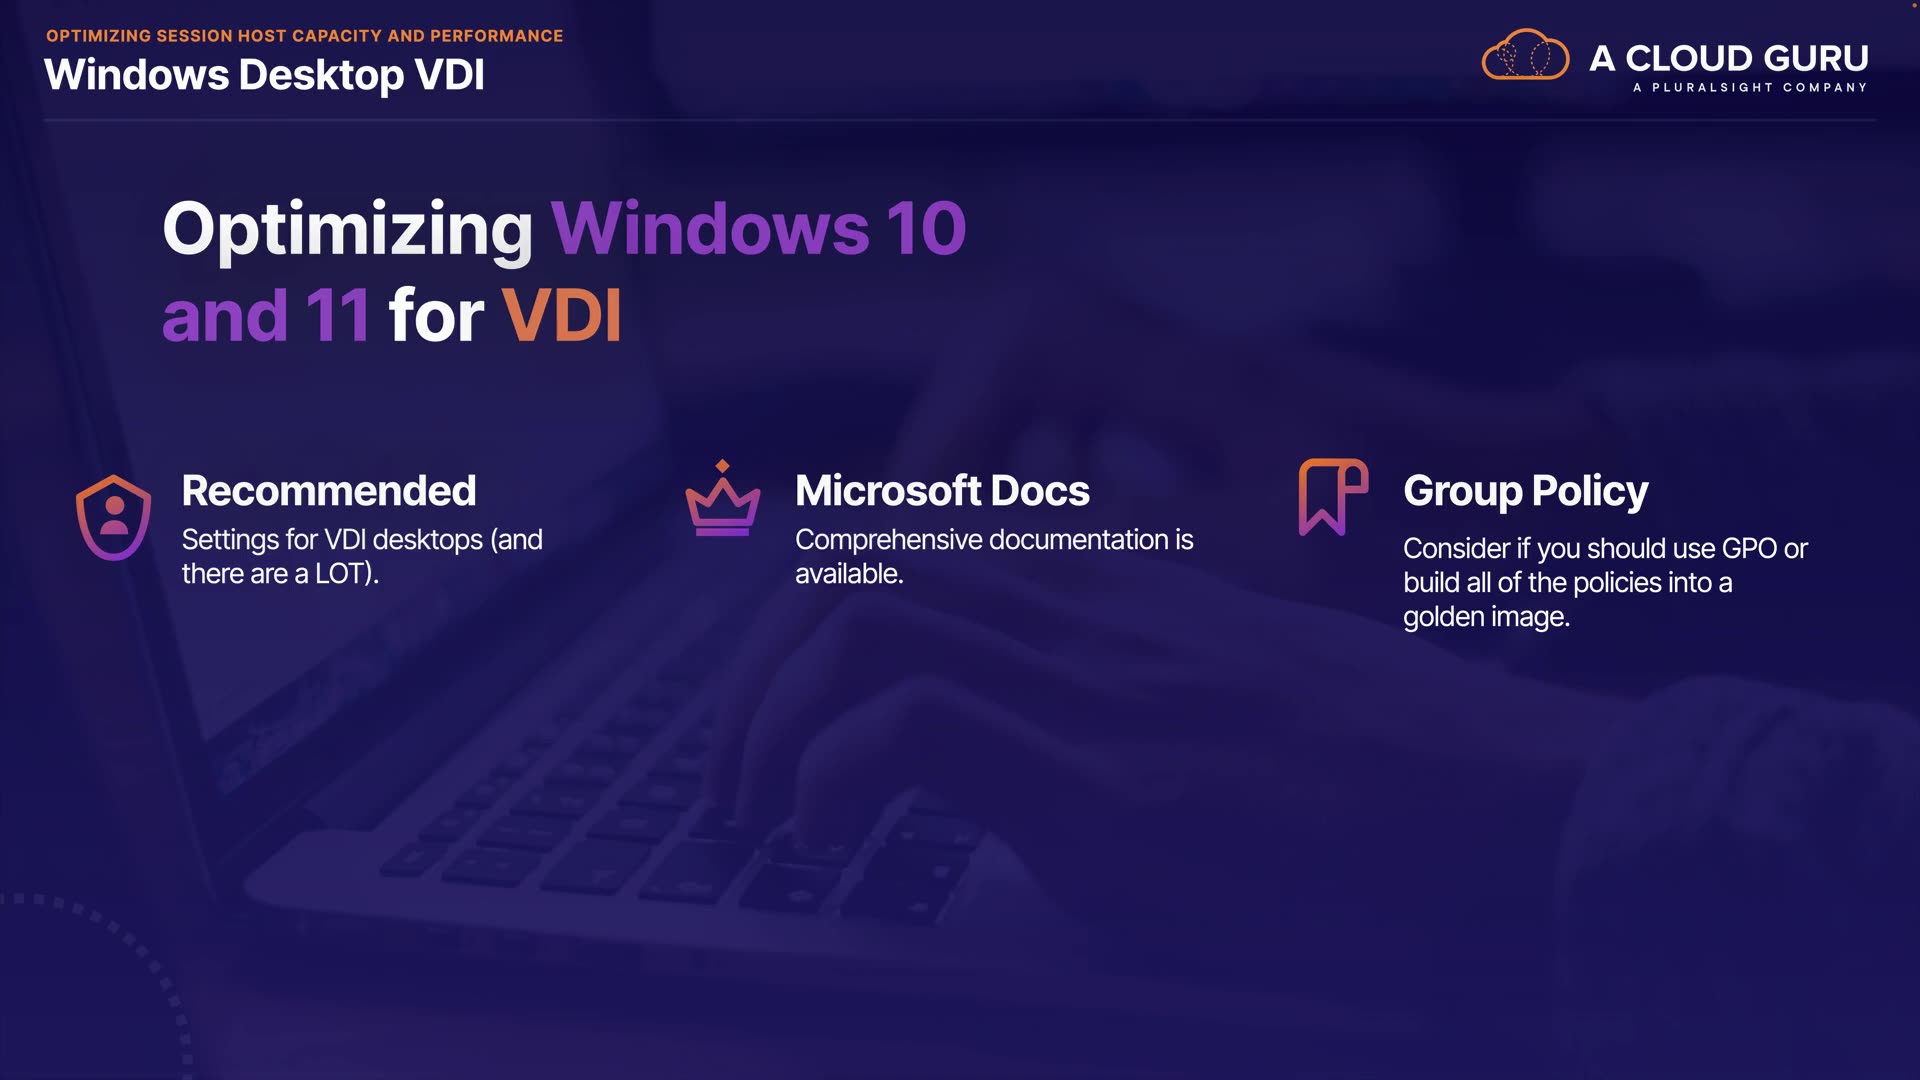 OPTIMIZING SESSION HOST CAPACITY AND PERFORMANCE
Windows Desktop VDI
A CLOUD GURU
A PLURALSIGHT COMPANY
Optimizing Windows 10
and 11 for VDI
Recommended
Settings for VDI desktops (and
there are a LOT).
Microsoft Docs
Comprehensive documentation is
available.
Group Policy
Consider if you should use GPO or
build all of the policies into a
golden image.